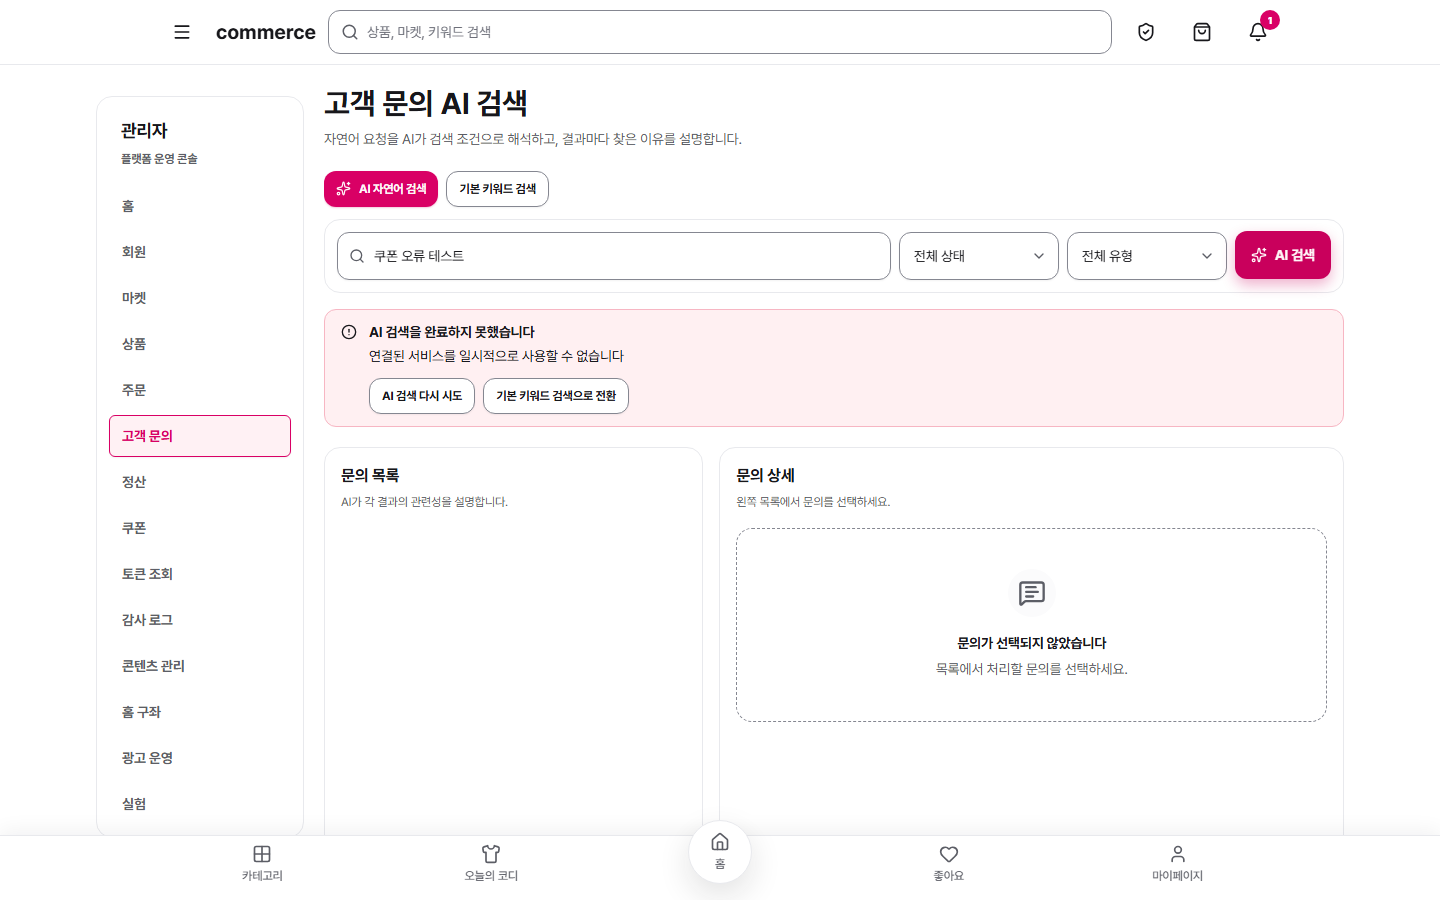 commerce
상품, 마켓, 키워드 검색
1
관리자
플랫폼 운영 콘솔
홈
회원
마켓
상품
주문
고객 문의
정산
쿠폰
토큰 조회
감사 로그
콘텐츠 관리
홈 구좌
광고 운영
실험
고객 문의 AI 검색
자연어 요청을 AI가 검색 조건으로 해석하고, 결과마다 찾은 이유를 설명합니다.
AI 자연어 검색
기본 키워드 검색
쿠폰 오류 테스트
전체 상태
전체 유형
AI 검색
AI 검색을 완료하지 못했습니다
연결된 서비스를 일시적으로 사용할 수 없습니다
AI 검색 다시 시도
기본 키워드 검색으로 전환
문의 목록
AI가 각 결과의 관련성을 설명합니다.
문의 상세
왼쪽 목록에서 문의를 선택하세요.
문의가 선택되지 않았습니다
목록에서 처리할 문의를 선택하세요.
카테고리
오늘의 코디
홈
좋아요
마이페이지